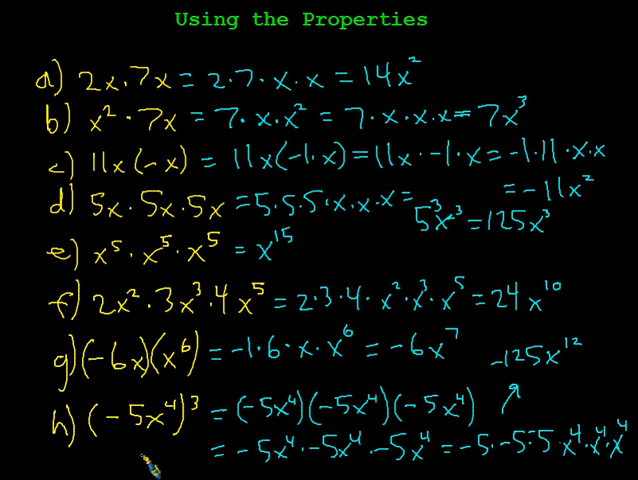 Using the Properties
a) 2x · 7x = 2 · 7 · x · x = 14x²
b) x² · 7x = 7 · x · x² = 7 · x · x · x = 7x³
c) 11x(-x) = 11x(-1 · x) = 11x · -1 · x = -1 · 11 · x · x
= -11x²
d) 5x · 5x · 5x = 5 · 5 · 5 · x · x · x =
5³x³ = 125x³
e) x⁵ · x⁵ · x⁵ = x¹⁵
f) 2x² · 3x³ · 4x⁵ = 2 · 3 · 4 · x² · x³ · x⁵ = 24x¹⁰
g) (-6x)(x⁶) = -1 · 6 · x · x⁶ = -6x⁷
-125x¹²
h) (-5x⁴)³ = (-5x⁴)(-5x⁴)(-5x⁴)
= -5x⁴ · -5x⁴ · -5x⁴ = -5 · -5 · -5 · x⁴ · x⁴ · x⁴